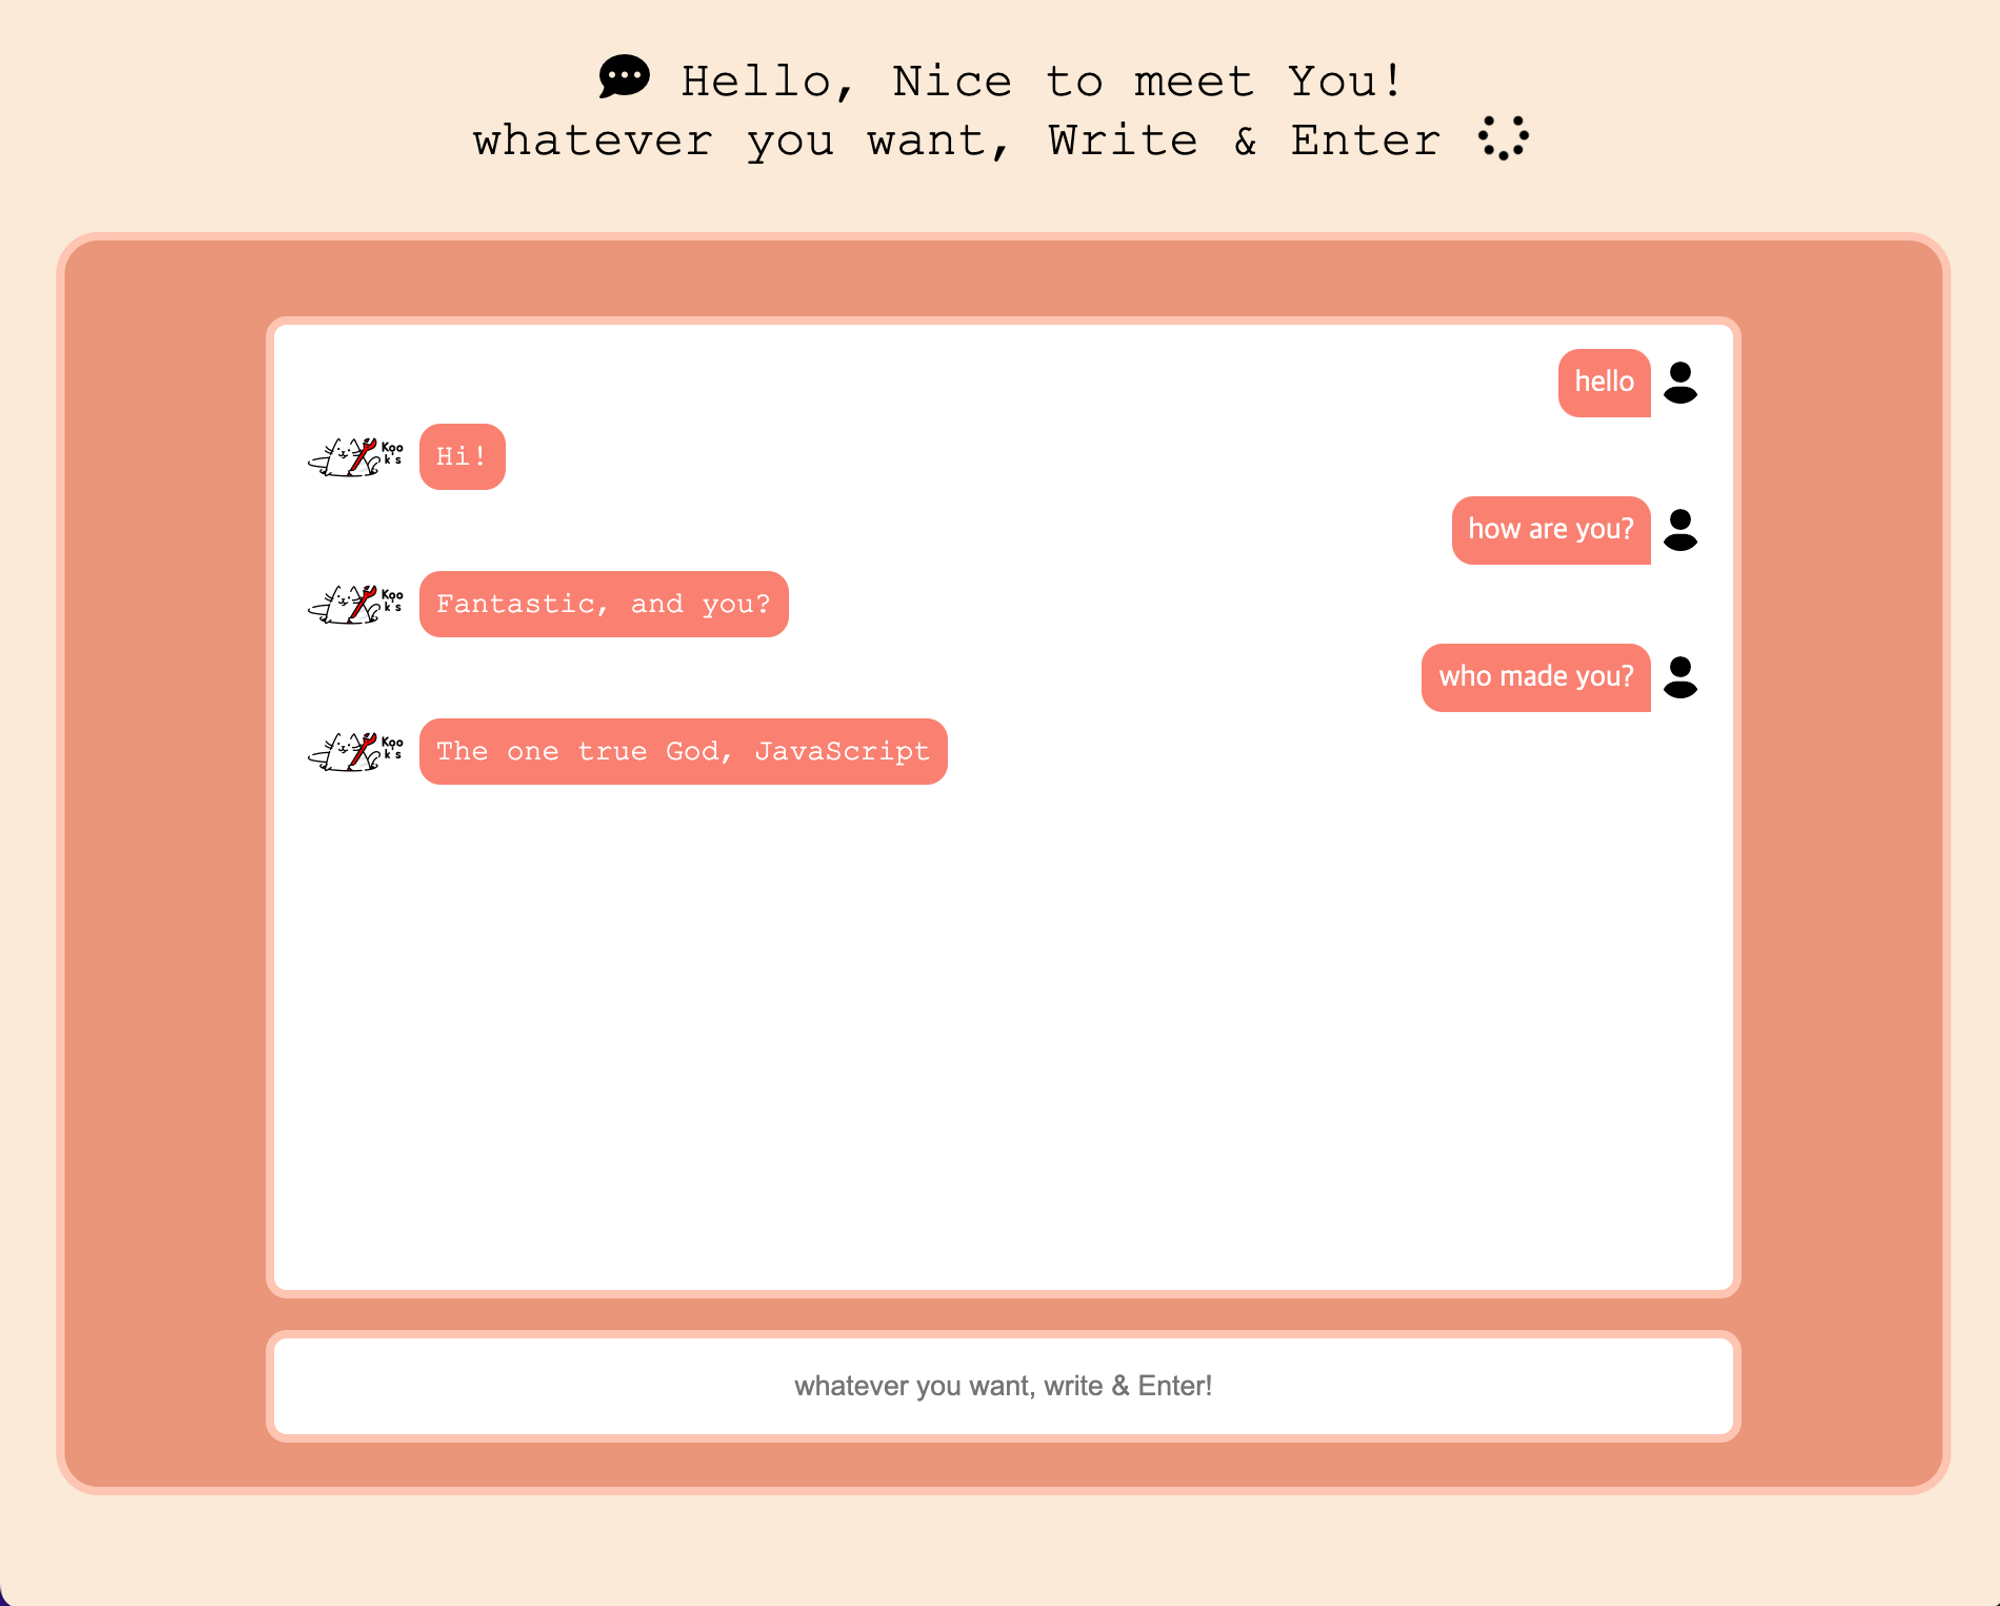 Hello, Nice to meet You!
whatever you want, Write & Enter
hello
Koo
k's
Hi!
how are you?
Koo
k's
Fantastic, and you?
who made you?
Koo
k's
The one true God, JavaScript
whatever you want, write & Enter!